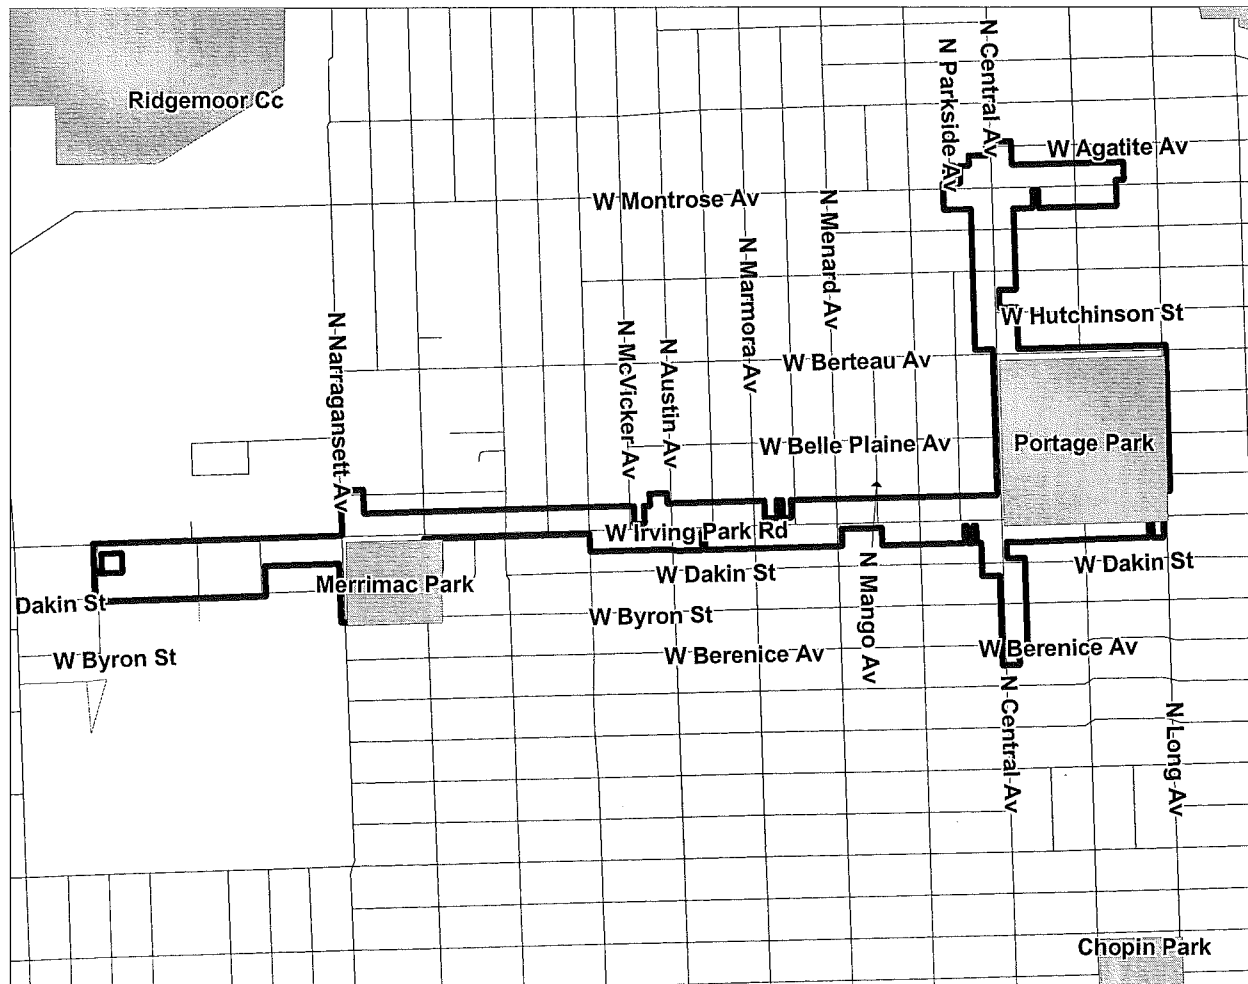 N Central Av
N Parkside Av
Ridgemoor Cc
W Agatite Av
W Montrose Av
N Menard Av
N Marmora Av
W Hutchinson St
N Narragansett Av
N McVicker Av
N Austin Av
W Berteau Av
W Belle Plaine Av
Portage Park
W Irving Park Rd
W Dakin St
W Dakin St
Merrimac Park
Dakin St
N Mango Av
W Byron St
W Byron St
W Berenice Av
W Berenice Av
N Central Av
N Long Av
Chopin Park